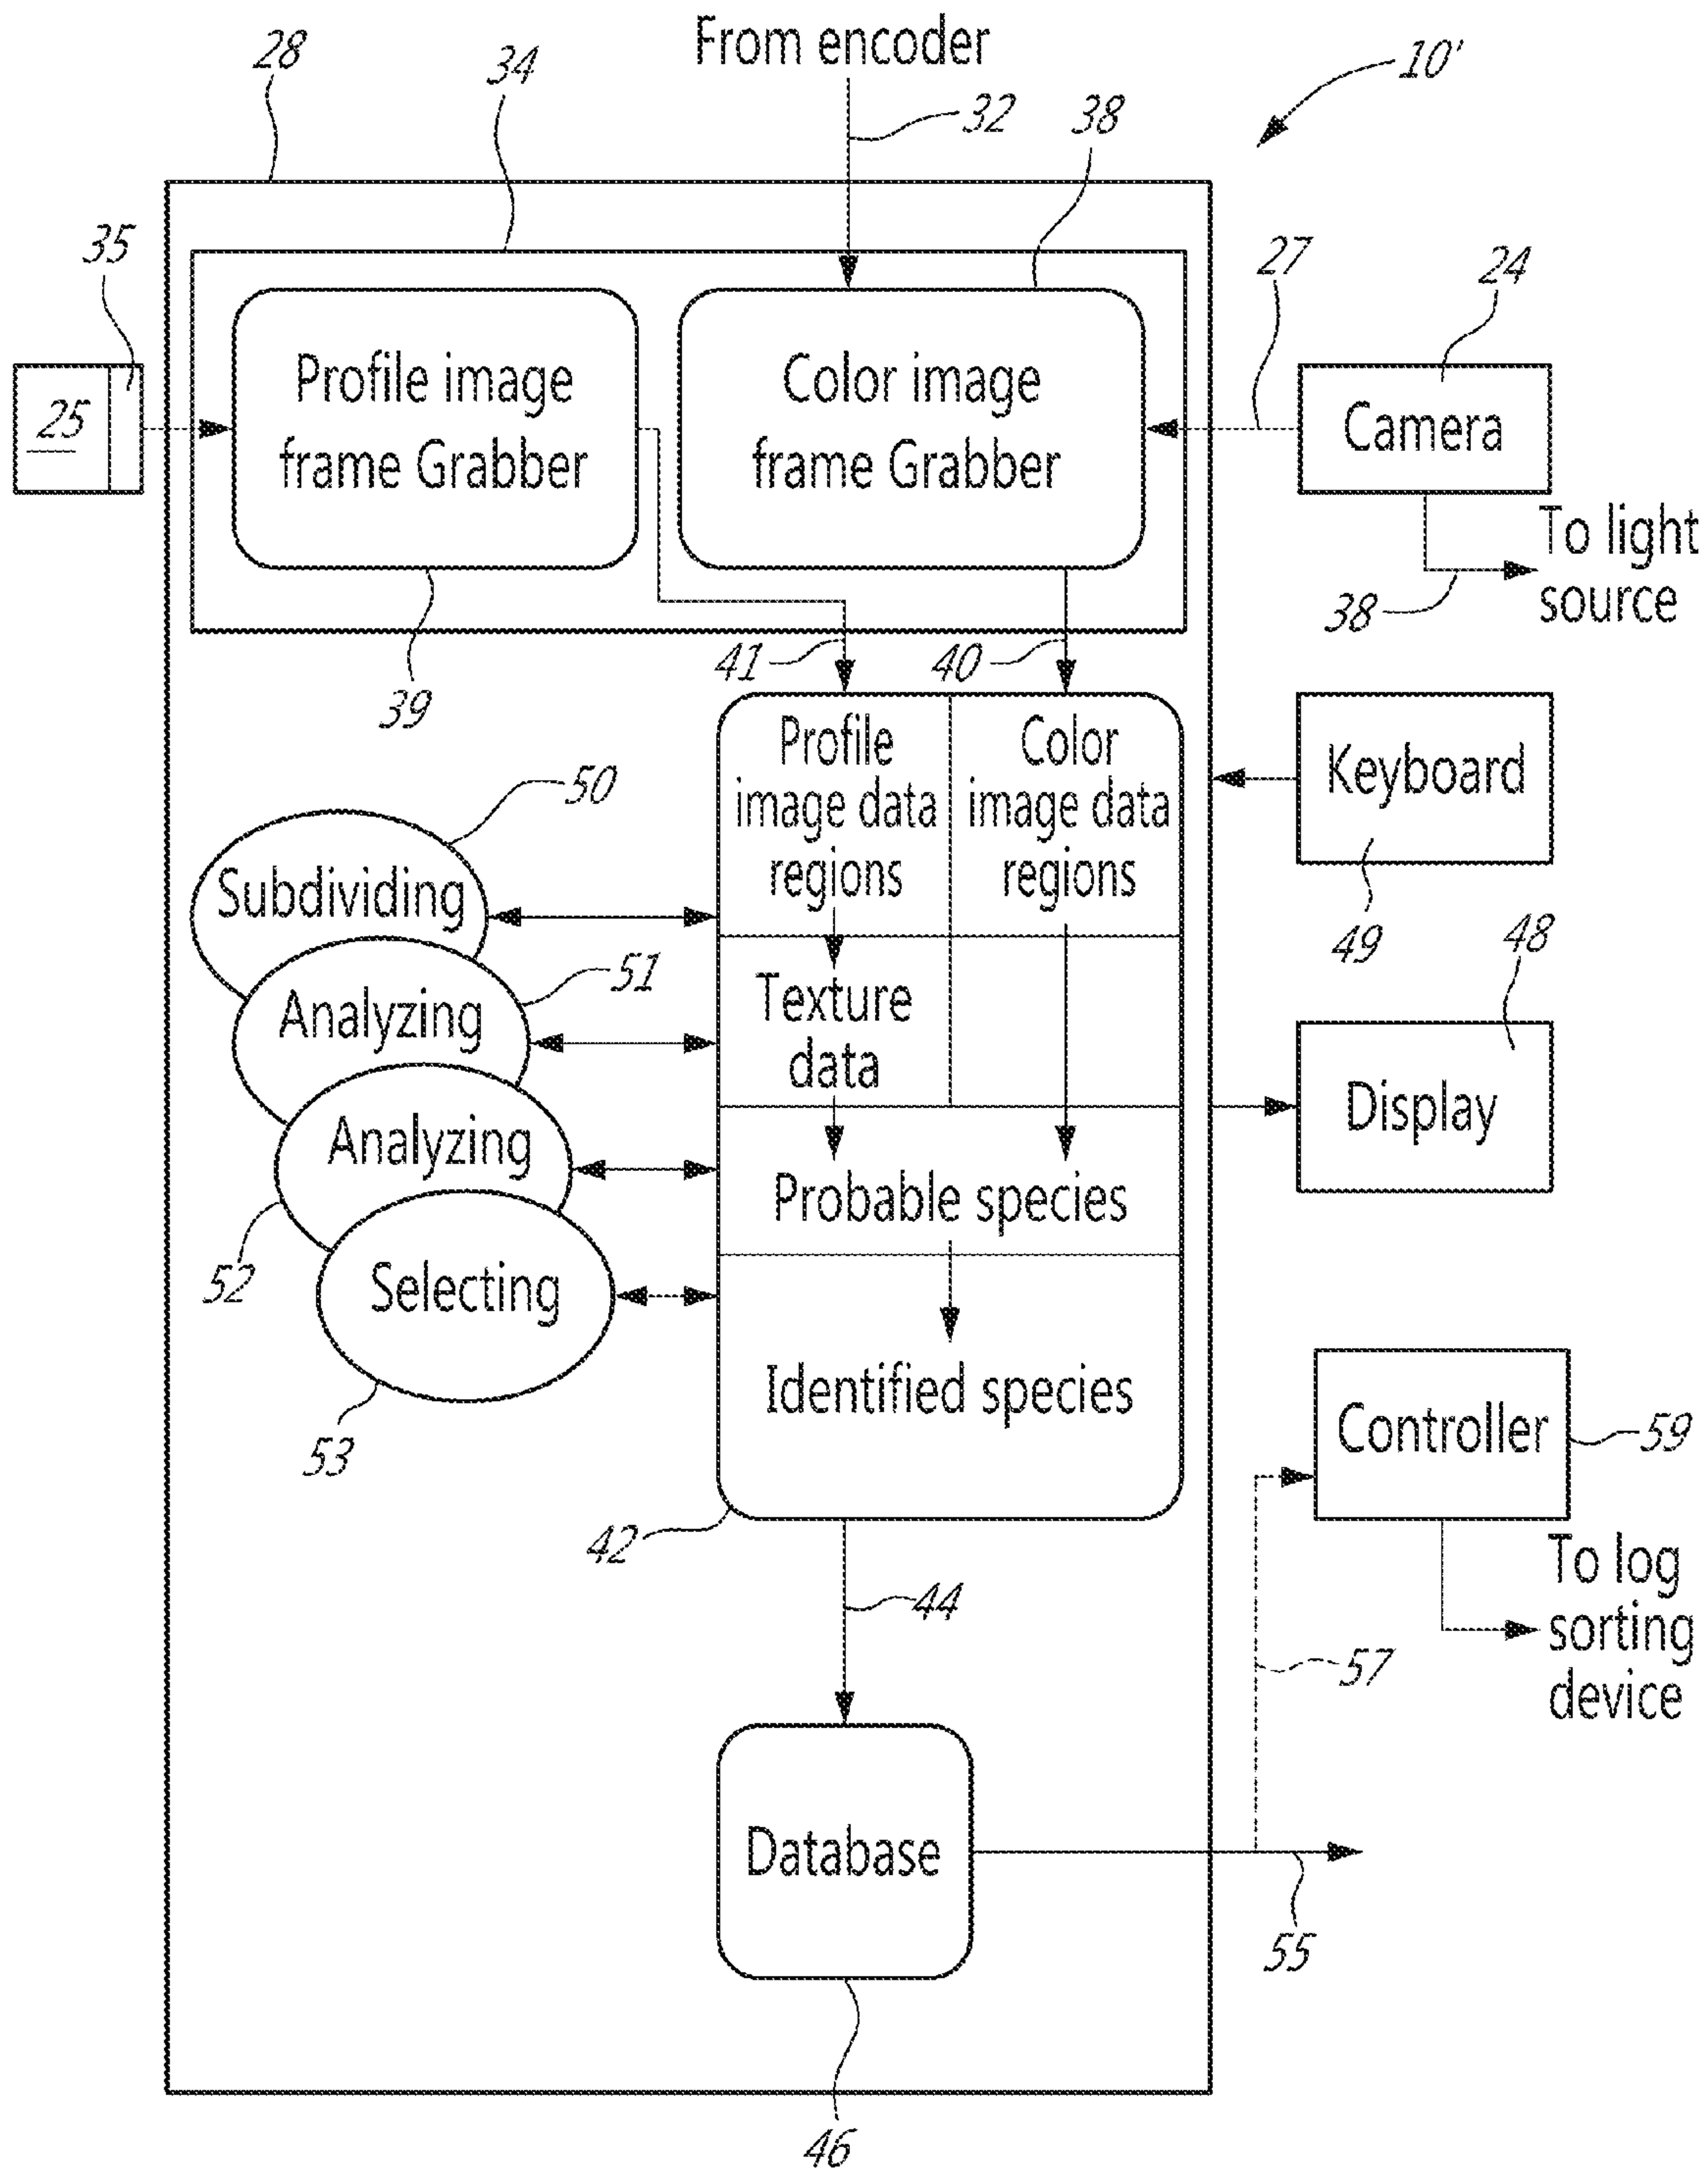 From encoder
28
34
10'
32
38
35
27
24
Profile image
frame Grabber
Color image
frame Grabber
25
Camera
To light
source
38
41
40
39
Profile
image data
regions
Color
image data
regions
Keyboard
49
50
Subdividing
51
Analyzing
Texture
data
48
Display
Analyzing
52
Probable species
Selecting
53
Identified species
Controller
59
42
To log
sorting
device
44
57
Database
55
46